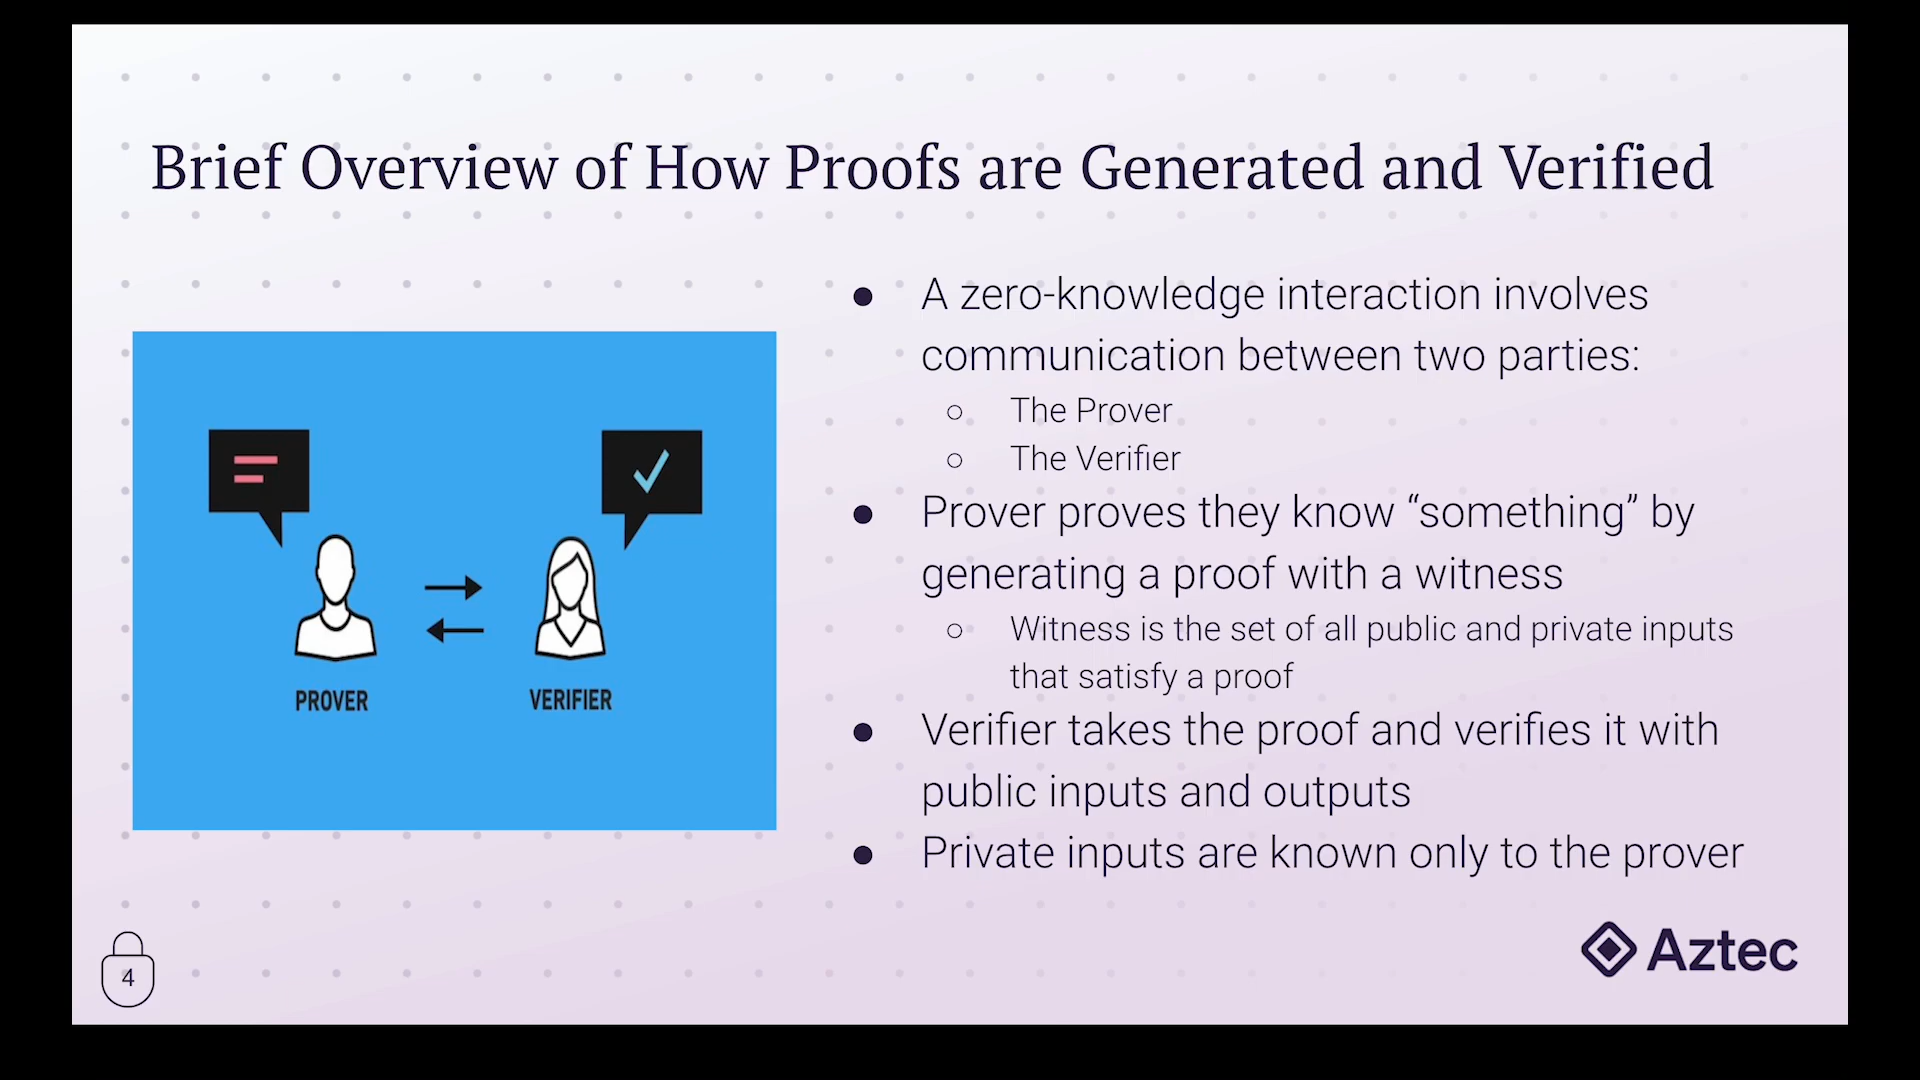 Brief Overview of How Proofs are Generated and Verified
PROVER
VERIFIER
● A zero-knowledge interaction involves
communication between two parties:
○ The Prover
○ The Verifier
● Prover proves they know “something” by
generating a proof with a witness
○ Witness is the set of all public and private inputs
that satisfy a proof
● Verifier takes the proof and verifies it with
public inputs and outputs
● Private inputs are known only to the prover
4
Aztec